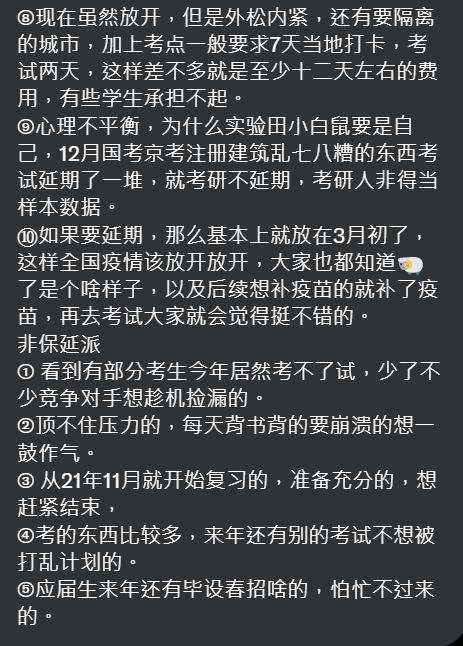 ⑧现在虽然放开，但是外松内紧，还有要隔离
的城市，加上考点一般要求7天当地打卡，考
试两天，这样差不多就是至少十二天左右的费
用，有些学生承担不起。
⑨心理不平衡，为什么实验田小白鼠要是自
己，12月国考京考注册建筑乱七八糟的东西考
试延期了一堆，就考研不延期，考研人非得当
样本数据。
⑩如果要延期，那么基本上就放在3月初了，
这样全国疫情该放开放开，大家也都知道🐑
了是个啥样子，以及后续想补疫苗的就补了疫
苗，再去考试大家就会觉得挺不错的。
非保延派
① 看到有部分考生今年居然考不了试，少了不
少竞争对手想趁机捡漏的。
②顶不住压力的，每天背书背的要崩溃的想一
鼓作气。
③ 从21年11月就开始复习的，准备充分的，想
赶紧结束，
④考的东西比较多，来年还有别的考试不想被
打乱计划的。
⑤应届生来年还有毕设春招啥的，怕忙不过来
的。